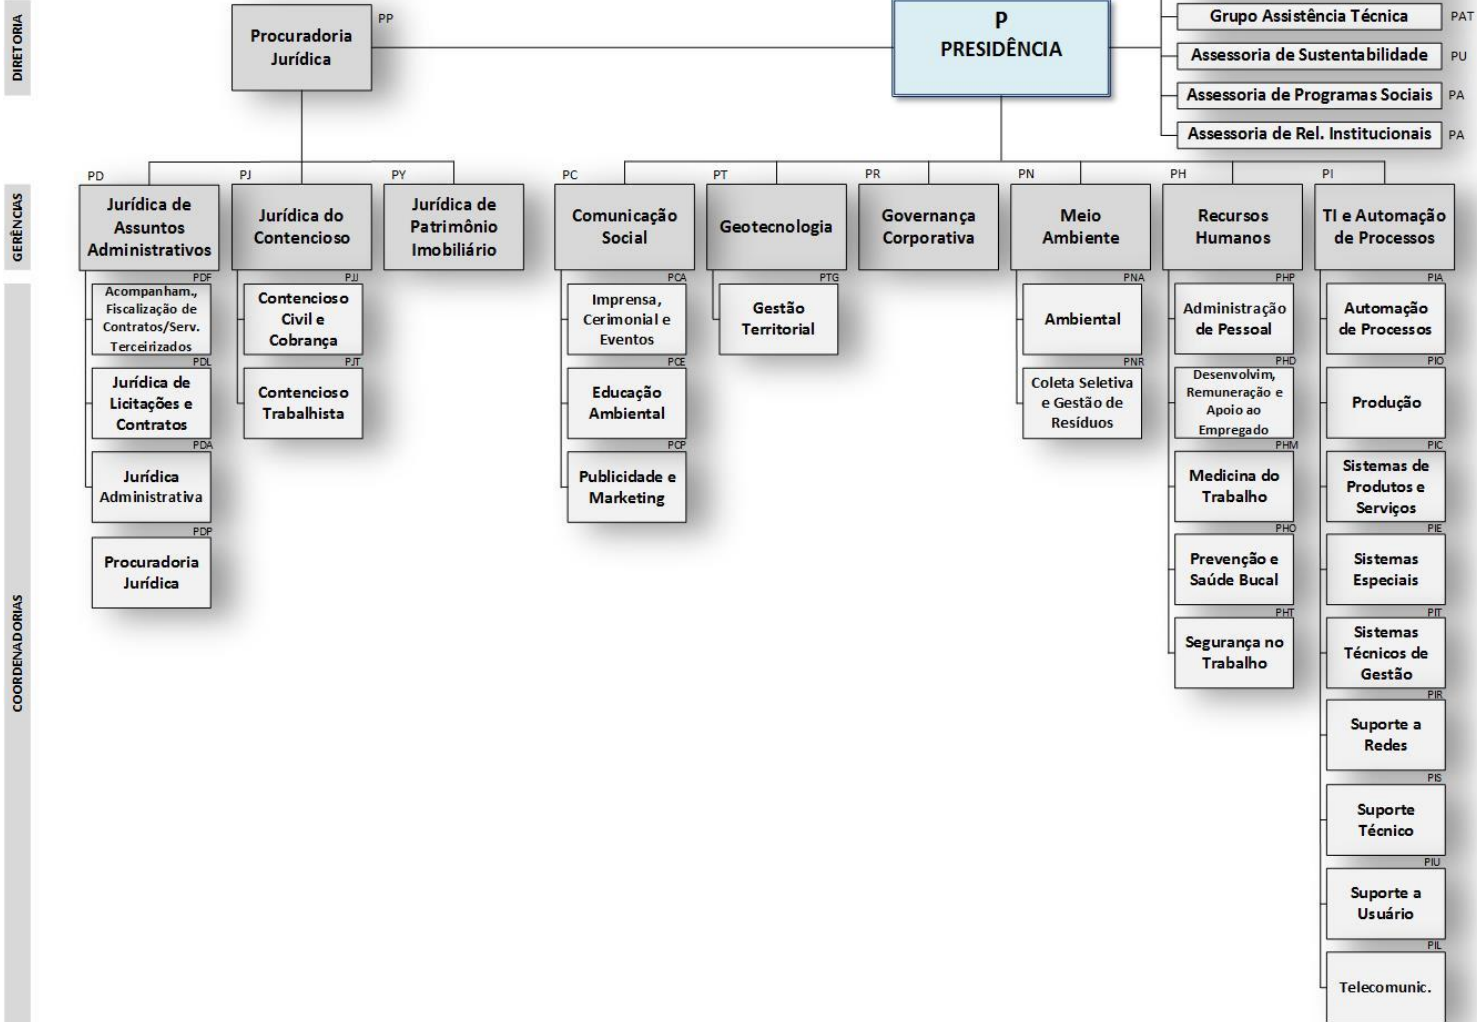 DIRETORIA
PP
Procuradoria
Jurídica
P
PRESIDÊNCIA
Grupo Assistência Técnica
PAT
Assessoria de Sustentabilidade
PU
Assessoria de Programas Sociais
PA
Assessoria de Rel. Institucionais
PA
GERÊNCIAS
PD
Jurídica de
Assuntos
Administrativos
PJ
Jurídica do
Contencioso
PY
Jurídica de
Patrimônio
Imobiliário
PC
Comunicação
Social
PT
Geotecnologia
PR
Governança
Corporativa
PN
Meio
Ambiente
PH
Recursos
Humanos
PI
TI e Automação
de Processos
COORDENADORIAS
PDF
Acompanham.,
Fiscalização de
Contratos/Serv.
Terceirizados
PDL
Jurídica de
Licitações e
Contratos
PDA
Jurídica
Administrativa
PDP
Procuradoria
Jurídica
PJJ
Contencioso
Civil e
Cobrança
PJT
Contencioso
Trabalhista
PCA
Imprensa,
Cerimonial e
Eventos
PCE
Educação
Ambiental
PCP
Publicidade e
Marketing
PTG
Gestão
Territorial
PNA
Ambiental
PNR
Coleta Seletiva
e Gestão de
Resíduos
PHP
Administração
de Pessoal
PHD
Desenvolvim,
Remuneração e
Apoio ao
Empregado
PHM
Medicina do
Trabalho
PHO
Prevenção e
Saúde Bucal
PHT
Segurança no
Trabalho
PIA
Automação
de Processos
PIO
Produção
PIC
Sistemas de
Produtos e
Serviços
PIE
Sistemas
Especiais
PIT
Sistemas
Técnicos de
Gestão
PIR
Suporte a
Redes
PIS
Suporte
Técnico
PIU
Suporte a
Usuário
PIL
Telecomunic.